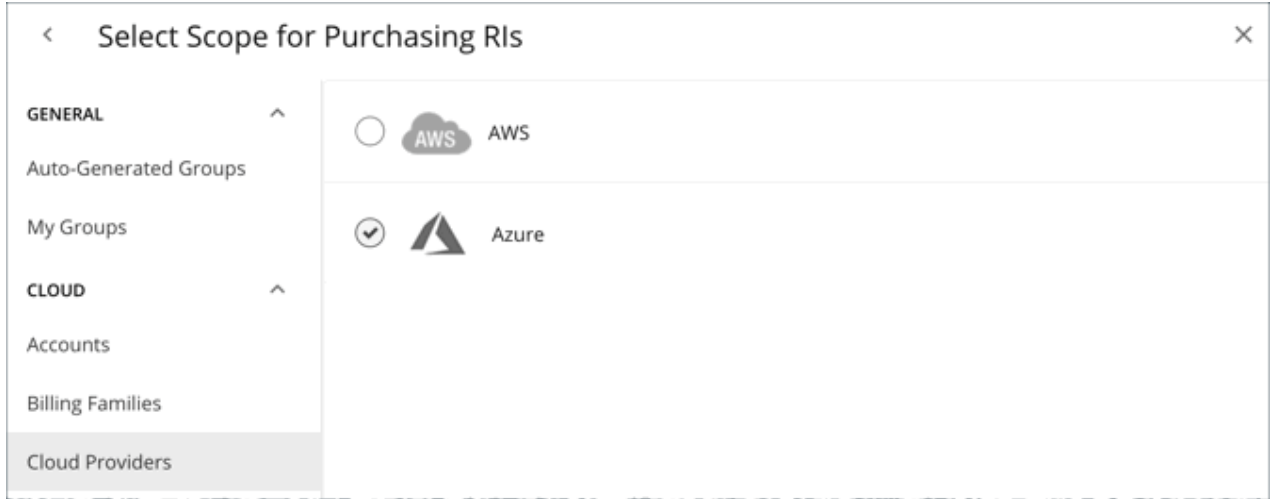 Select Scope for Purchasing RIs
GENERAL
Auto-Generated Groups
My Groups
CLOUD
Accounts
Billing Families
Cloud Providers
AWS AWS
Azure